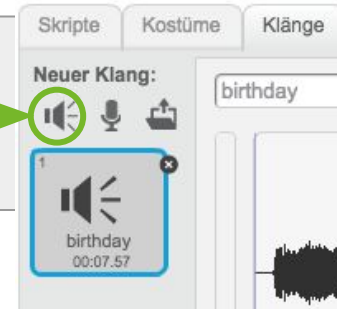 Skripte Kostüme Klänge
Neuer Klang:
birthday
1
birthday
00:07.57